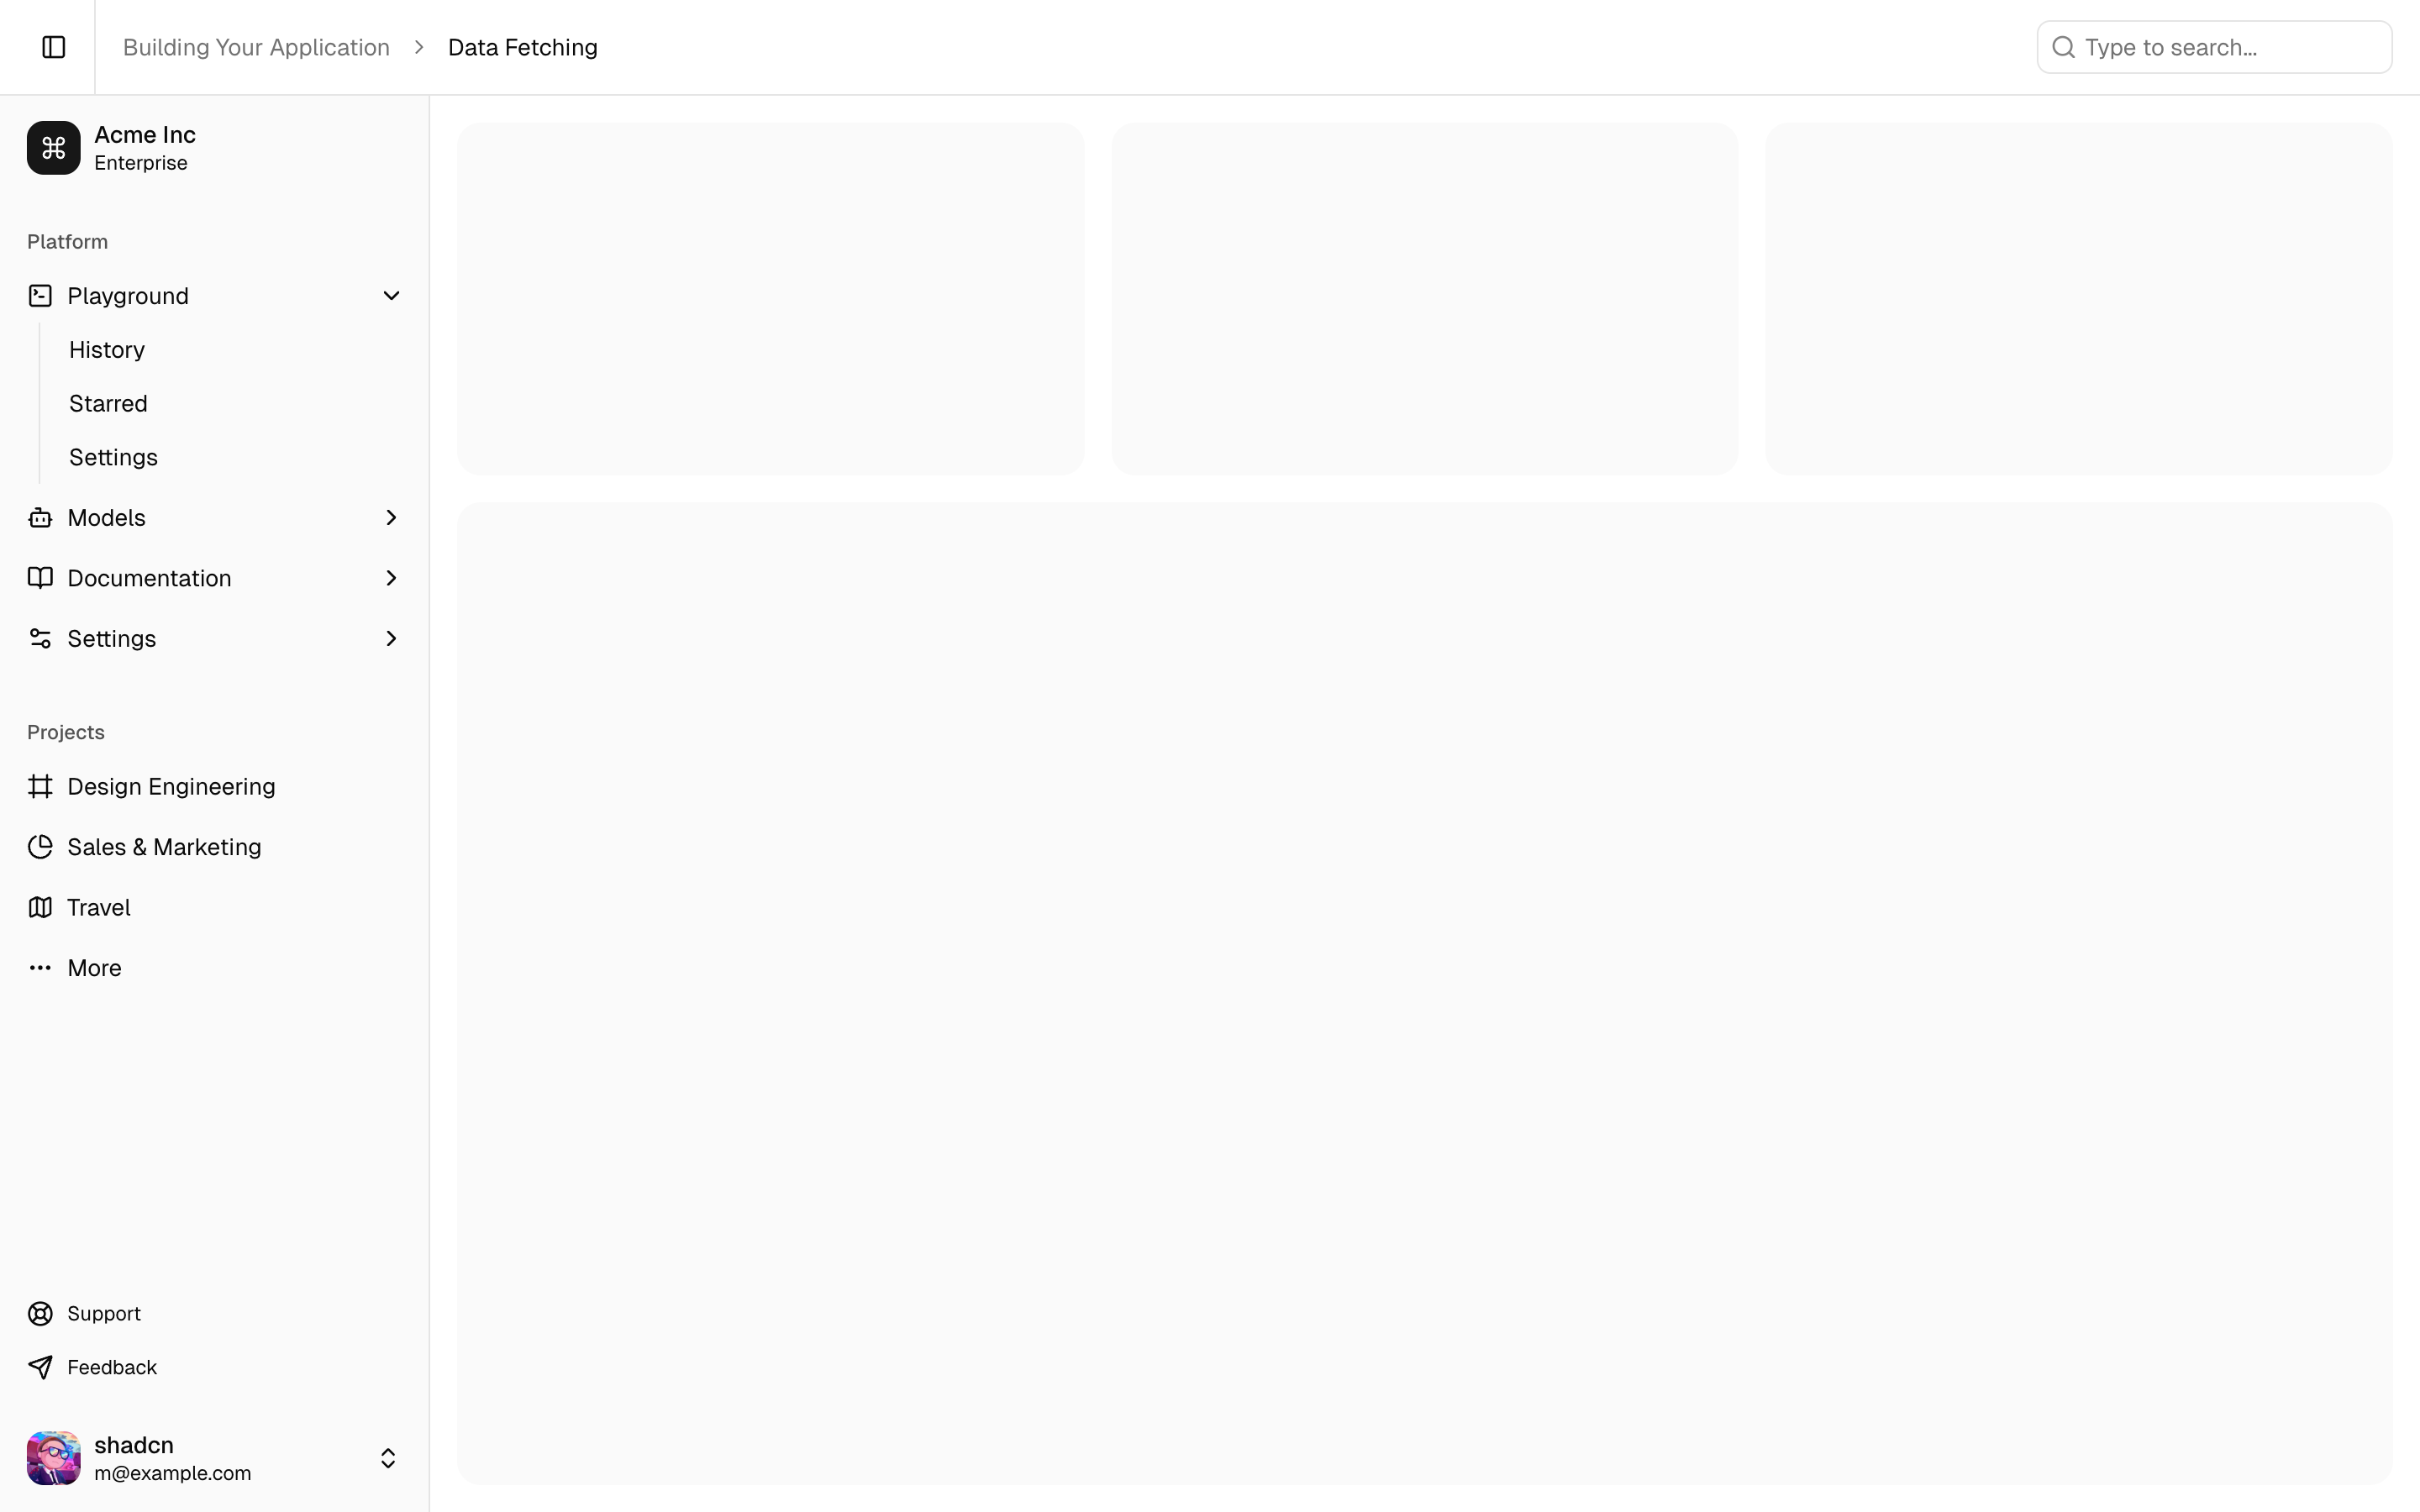 Building Your Application
Data Fetching
Type to search...
Acme Inc
Enterprise
Platform
Playground
History
Starred
Settings
Models
Documentation
Settings
Projects
Design Engineering
Sales & Marketing
Travel
More
Support
Feedback
shadcn
m@example.com